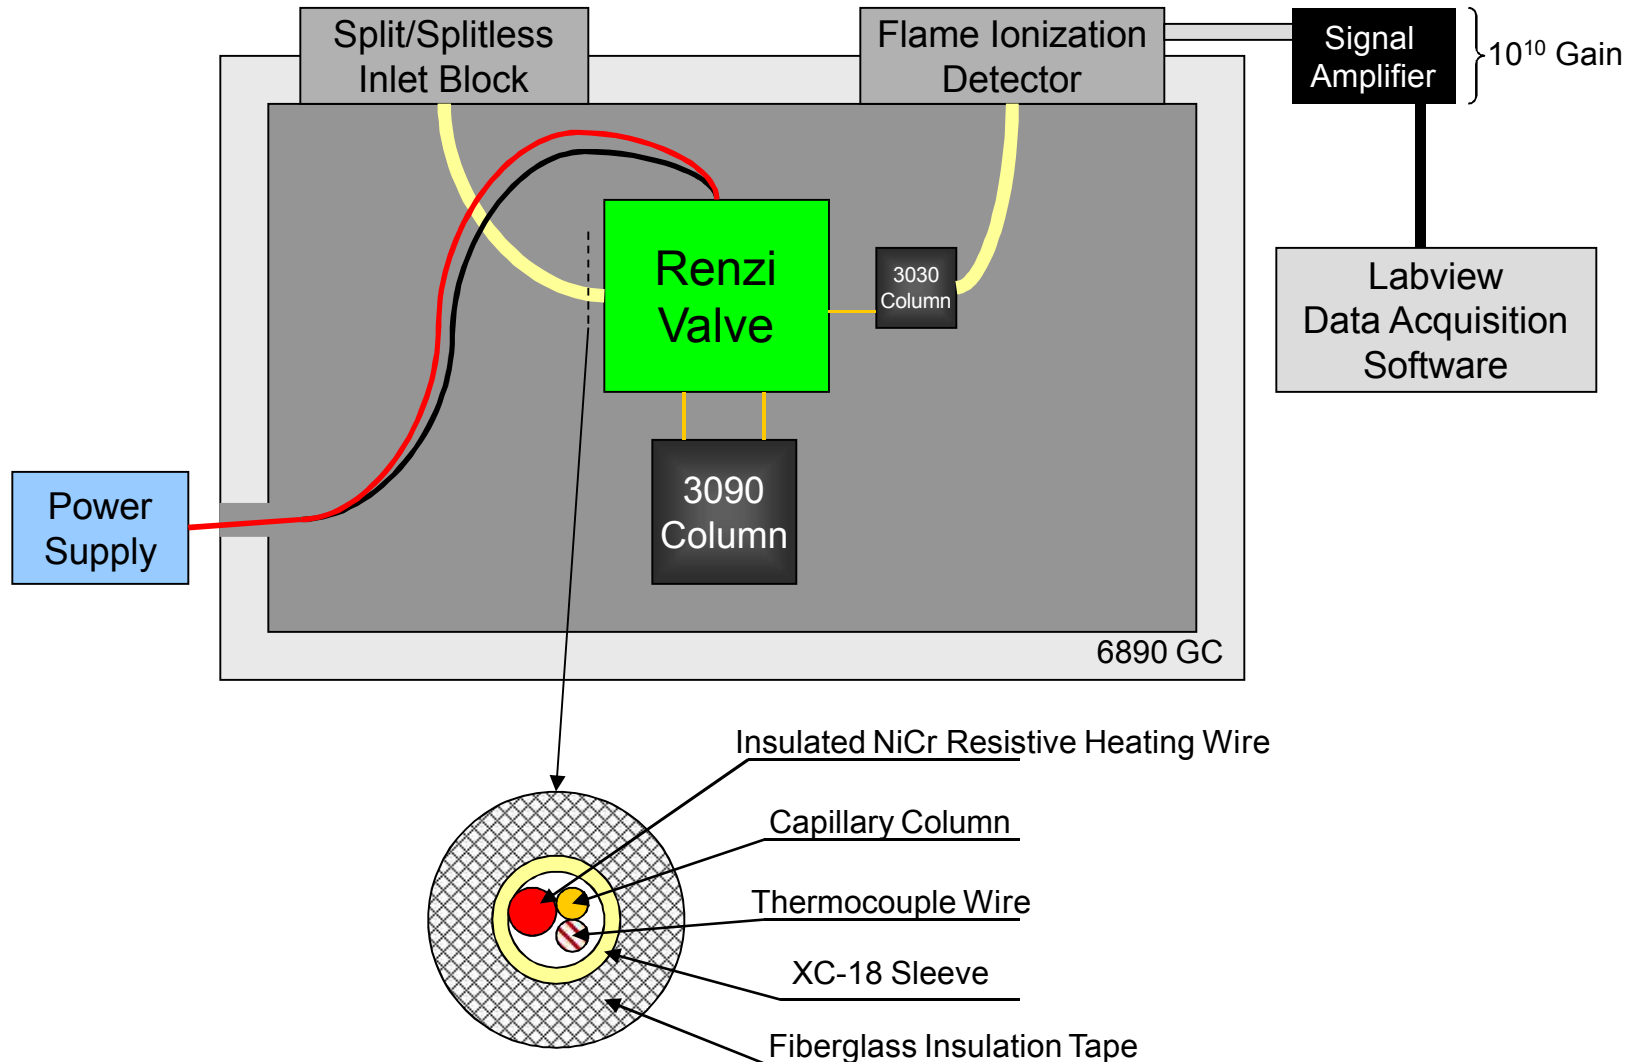 Split/Splitless
Inlet Block
Flame Ionization
Detector
Signal
Amplifier
10¹⁰ Gain
Renzi
Valve
3030
Column
Labview
Data Acquisition
Software
Power
Supply
3090
Column
6890 GC
Insulated NiCr Resistive Heating Wire
Capillary Column
Thermocouple Wire
XC-18 Sleeve
Fiberglass Insulation Tape